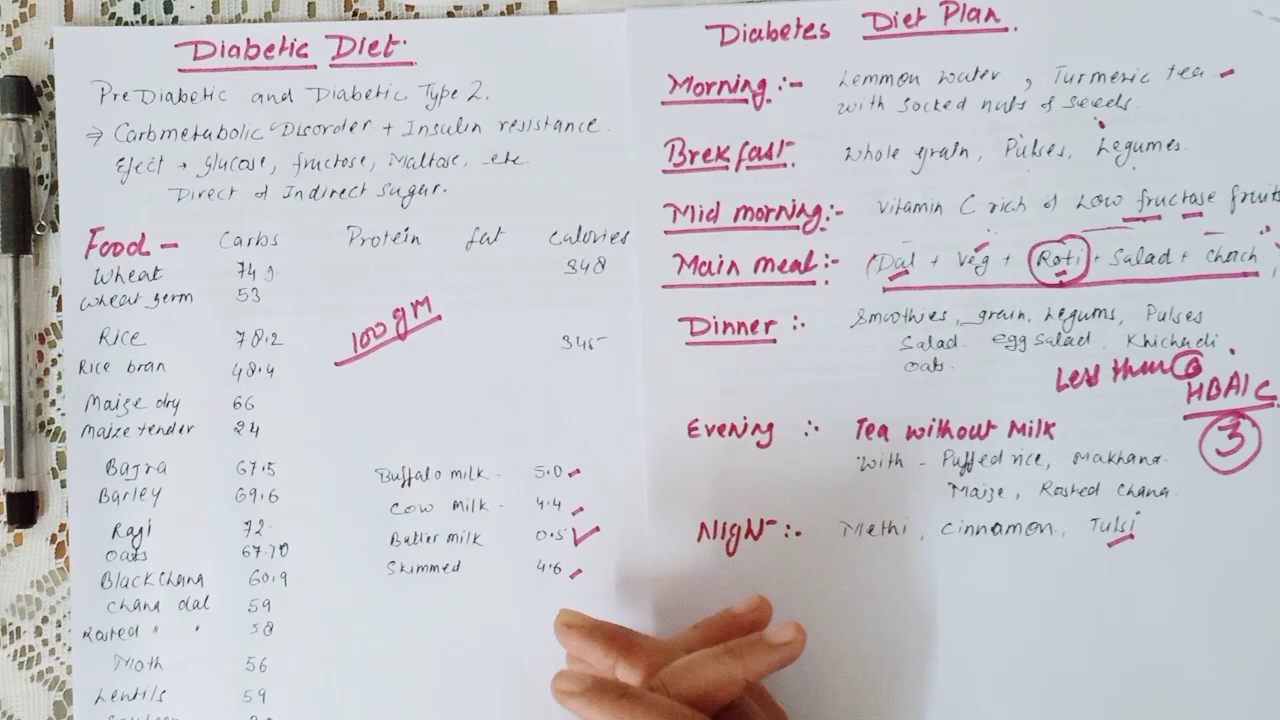 Diabetic Diet.
PreDiabetic and Diabetic Type 2.
→ Carbmetabolic Disorder + Insulin resistance.
Efect → glucose, fructose, Maltase, etc.
Direct & Indirect Sugar.
Food - Carbs Protein fat calories
Wheat 74 g 348
Wheat germ 53
100 gm
Rice 78.2 345
Rice bran 48.4
Maize dry 66
Maize tender 24
Bajra 67.5
Barley 69.6
Ragi 72
Oats
Black Chana 60.9
Chana dal 59
Rosted " " 58
Moth 56
Lentils 59
Buffalo milk - 5.0
Cow Milk - 4.4
Butter milk 0.5
Skimmed 4.6
Diabetes Diet Plan
Morning :- Lemmon water, Turmeric tea
with socked nuts & seeds.
Brekfast Whole grain, Pulses, Legumes.
Mid morning:- Vitamin C rich & Low fructose fruits
Main meal:- (Dal + Veg + Roti + Salad + Chach
Dinner :- Smoothies, grain, Legums, Pulses
Salad. egg salad, Khichadi
oats.
Less than 6
HBA1C
3
Evening :- Tea without Milk
with - Puffed rice, Makhana.
Maize, Rosted Chana.
Night :- Methi, Cinnamon, Tulsi